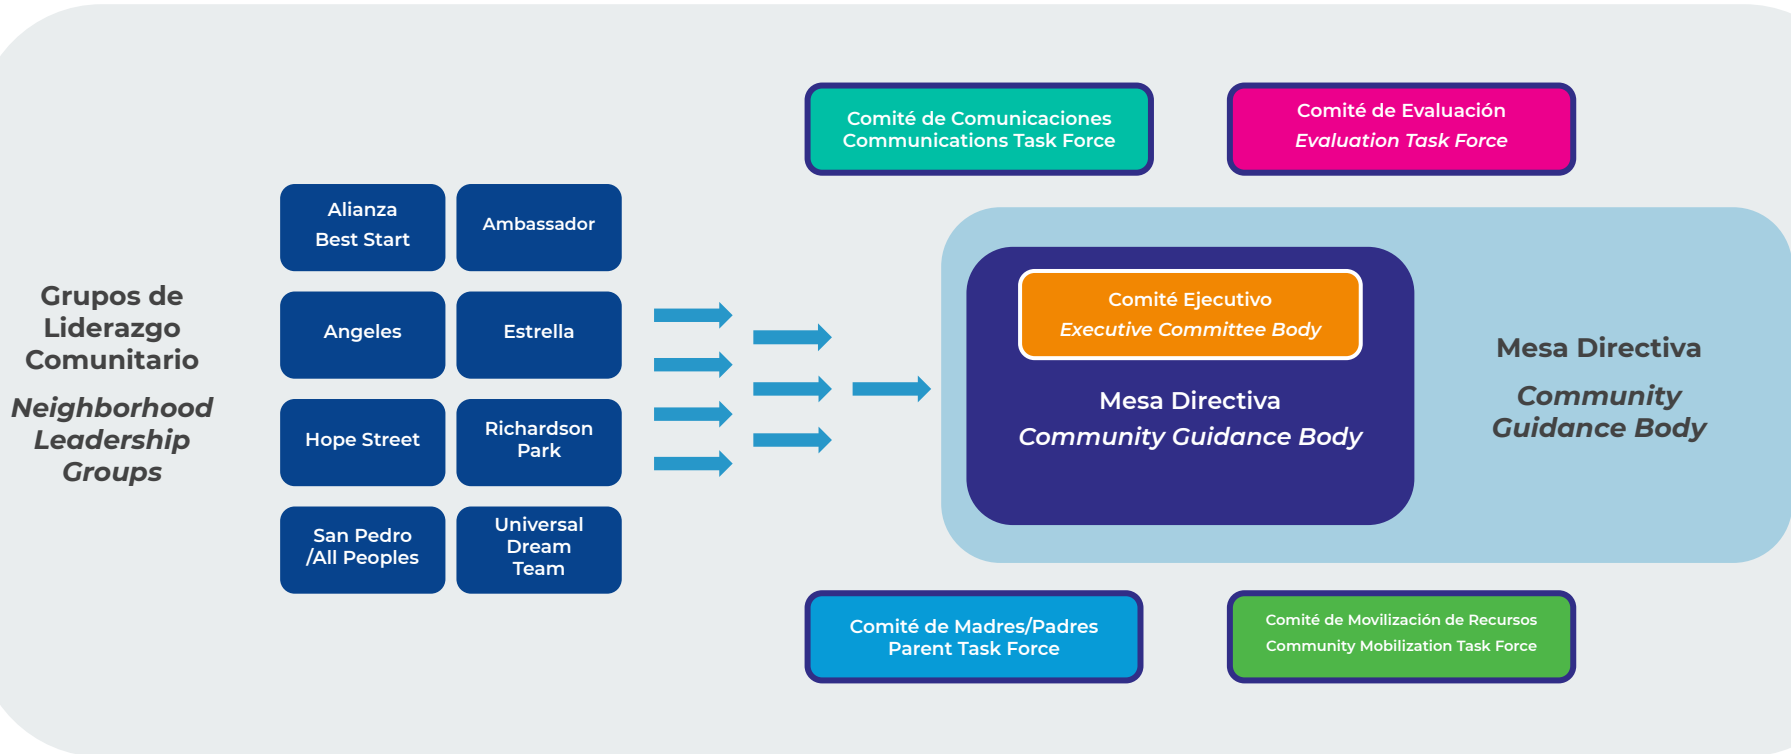 Grupos de
Liderazgo
Comunitario
Neighborhood
Leadership
Groups
Alianza
Best Start
Ambassador
Angeles
Estrella
Hope Street
Richardson
Park
San Pedro
/All Peoples
Universal
Dream
Team
Comité de Comunicaciones
Communications Task Force
Comité de Evaluación
Evaluation Task Force
Comité Ejecutivo
Executive Committee Body
Mesa Directiva
Community Guidance Body
Mesa Directiva
Community
Guidance Body
Comité de Madres/Padres
Parent Task Force
Comité de Movilización de Recursos
Community Mobilization Task Force